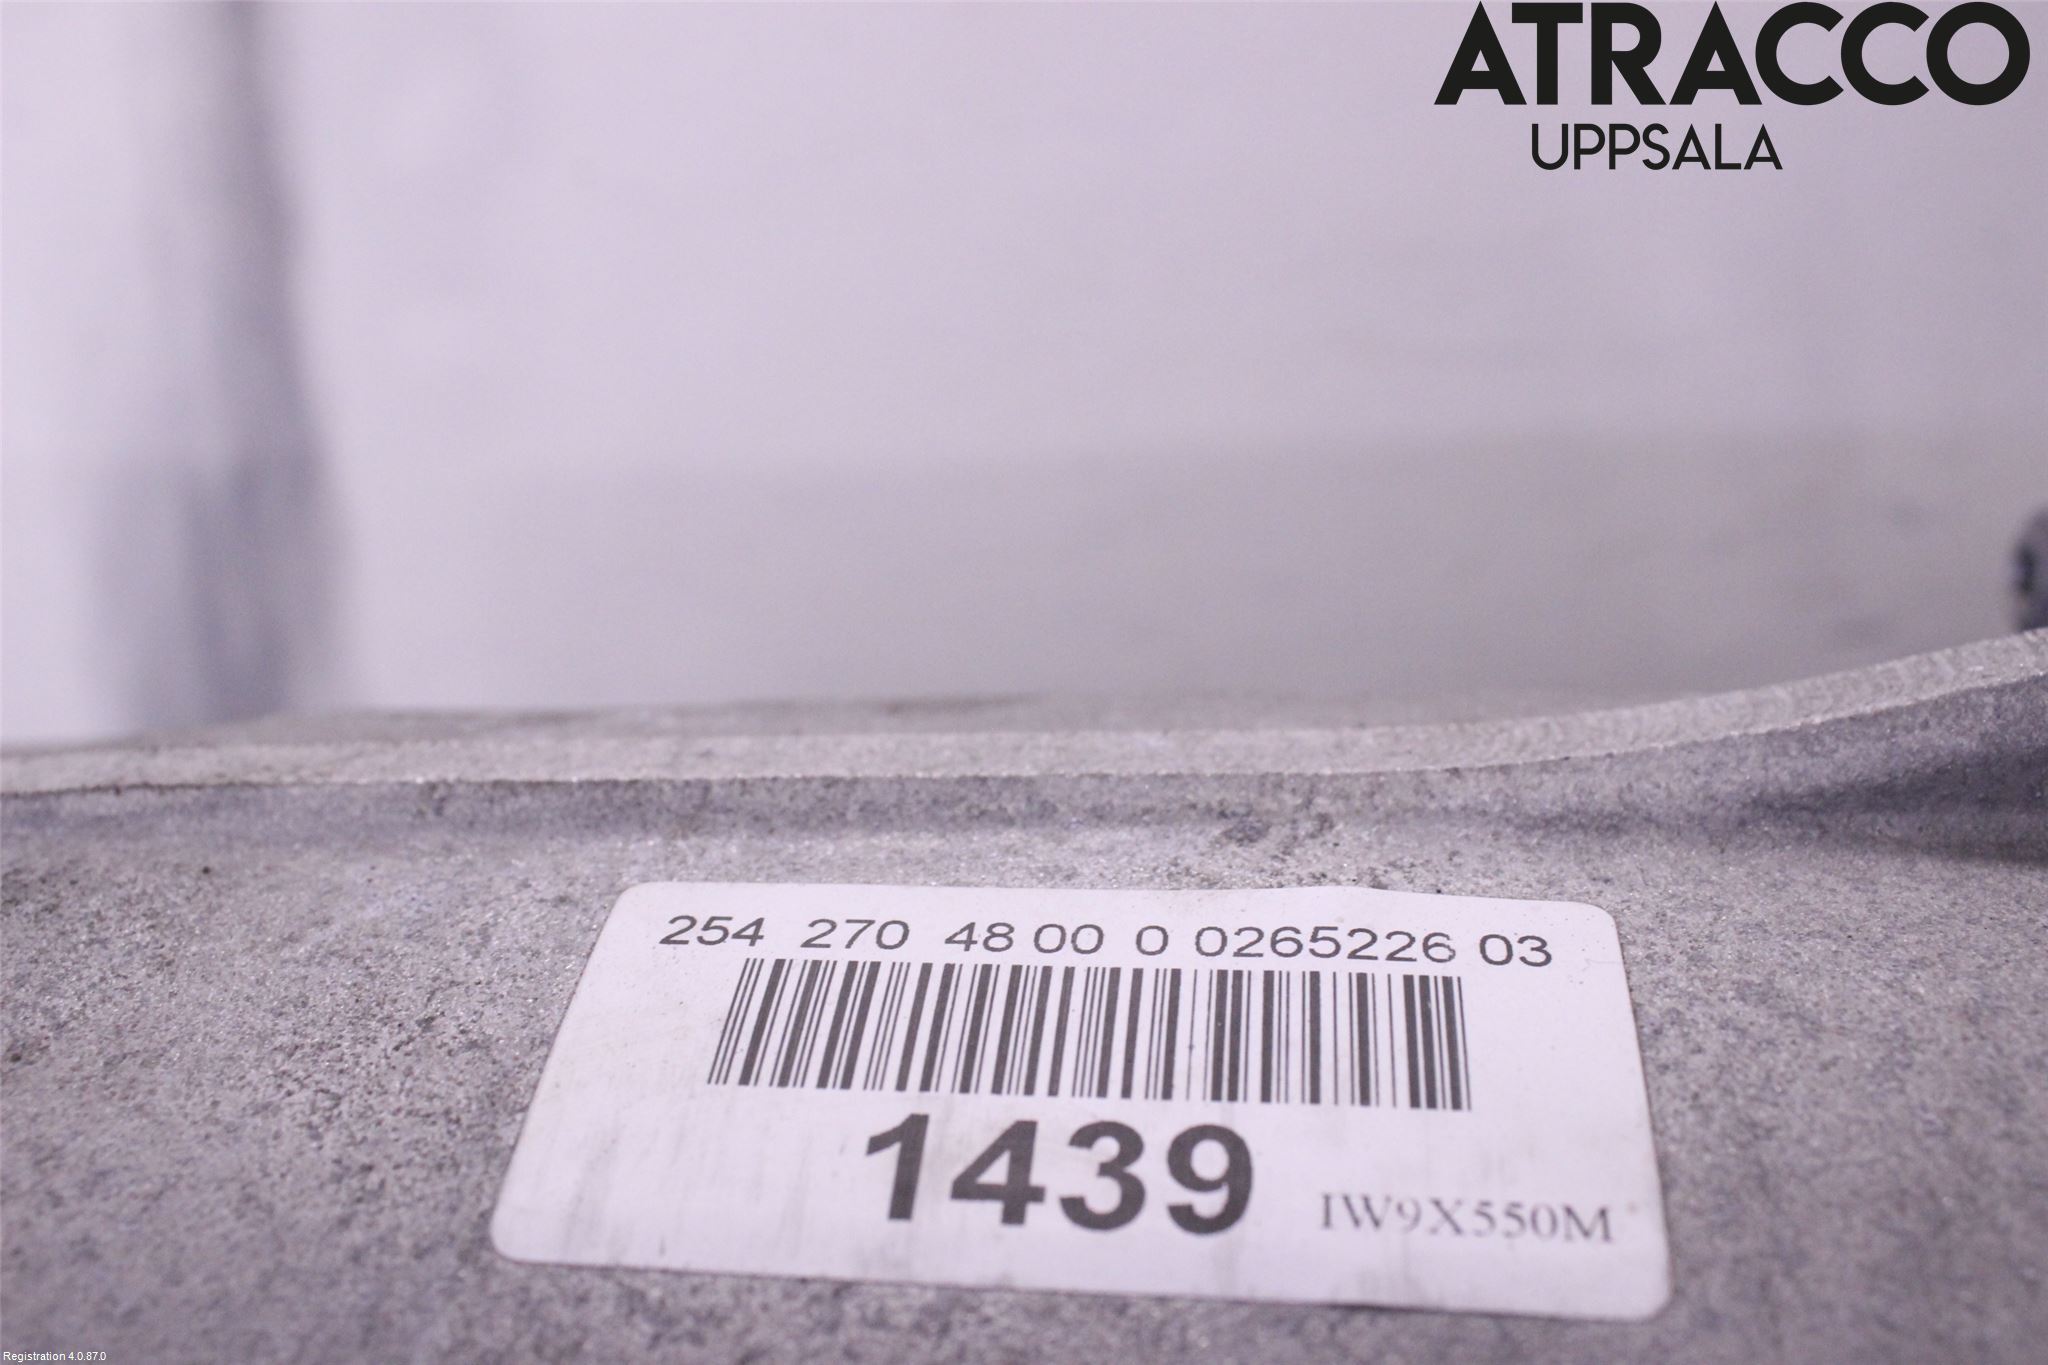 ATRACCO
UPPSALA
254 270 48 00 0 0265226 03
1439 IW9X550M
Registration 4.0.87.0